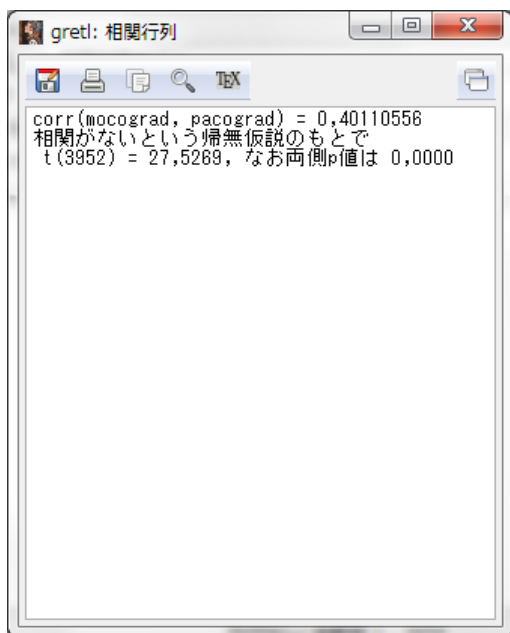 gretl: 相関行列
TEX
corr(mocograd, pacograd) = 0,40110556
相関がないという帰無仮説のもとで
t(3952) = 27,5269, なお両側p値は 0,0000